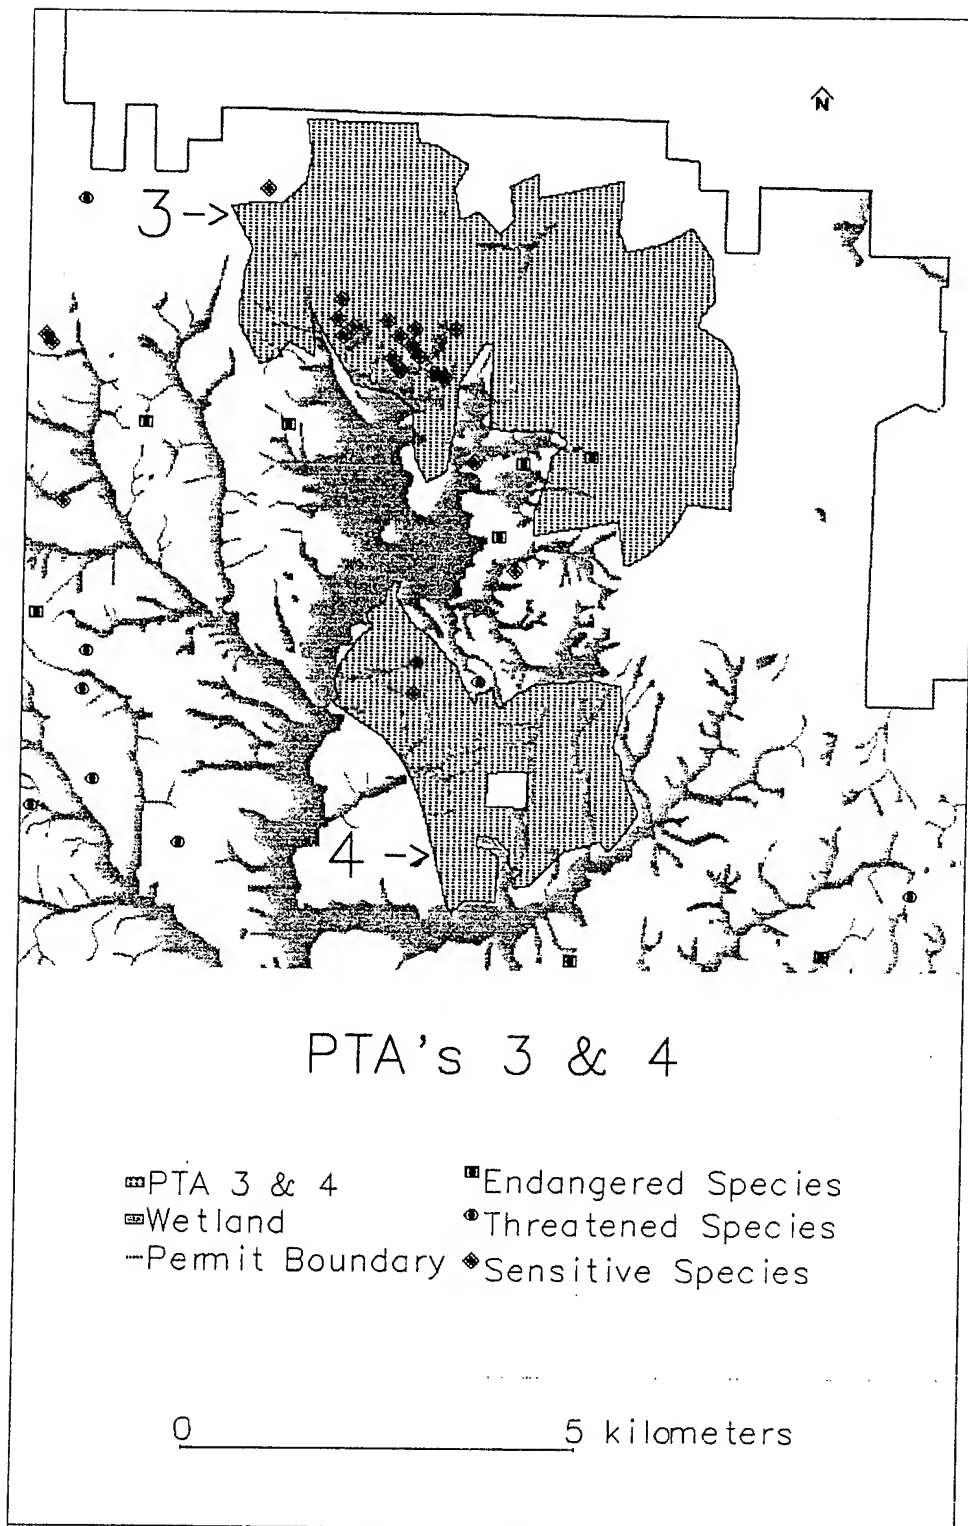 N
3
4
PTA's 3 & 4
PTA 3 & 4
Wetland
Permit Boundary
Endangered Species
Threatened Species
Sensitive Species
0 5 kilometers